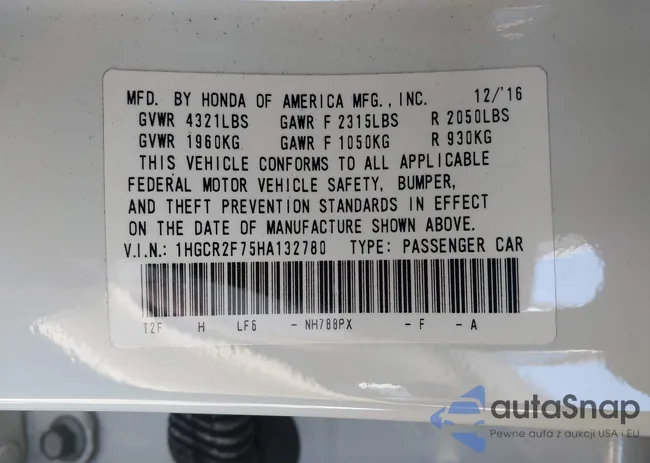 MFD. BY HONDA OF AMERICA MFG., INC. 12/'16
GVWR 4321LBS GAWR F 2315LBS R 2050LBS
GVWR 1960KG GAWR F 1050KG R 930KG
THIS VEHICLE CONFORMS TO ALL APPLICABLE
FEDERAL MOTOR VEHICLE SAFETY, BUMPER,
AND THEFT PREVENTION STANDARDS IN EFFECT
ON THE DATE OF MANUFACTURE SHOWN ABOVE.
V.I.N.: 1HGCR2F75HA132780 TYPE: PASSENGER CAR
T2F H LF6 - NH788PX - F - A
autaSnap
Pewne auta z aukcji USA i EU